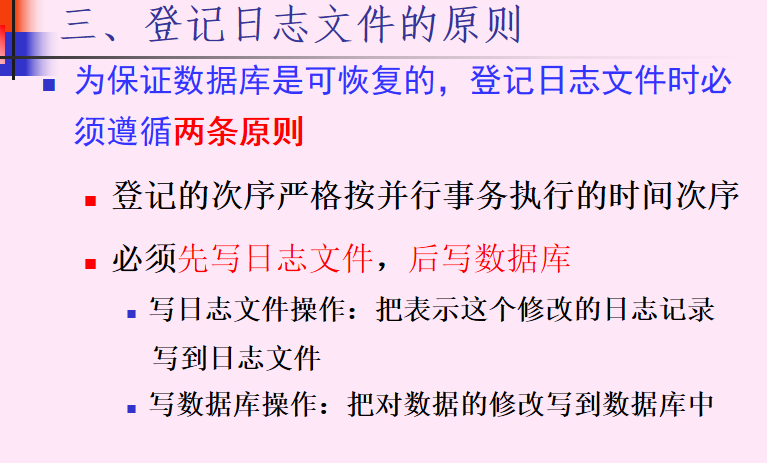 三、登记日志文件的原则
为保证数据库是可恢复的，登记日志文件时必
须遵循两条原则
登记的次序严格按并行事务执行的时间次序
必须先写日志文件，后写数据库
写日志文件操作：把表示这个修改的日志记录
写到日志文件
写数据库操作：把对数据的修改写到数据库中